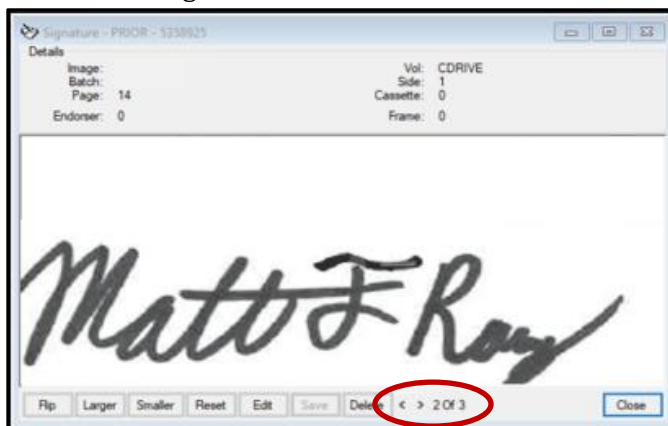 Signature - PRIOR - 5358925
Details
Image: Vol: CDRIVE
Batch: Side: 1
Page: 14 Cassette: 0
Endorser: 0 Frame: 0
Matt F Ray
Flip Larger Smaller Reset Edit Save Delete < > 2 Of 3 Close